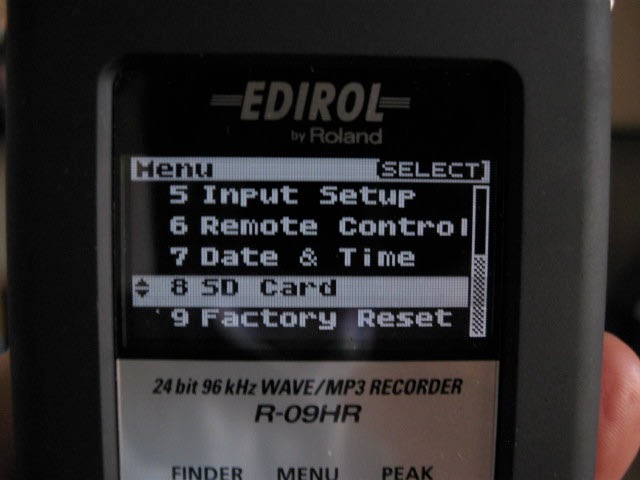 EDIROL
by Roland
Menu [SELECT]
5 Input Setup
6 Remote Control
7 Date & Time
8 SD Card
9 Factory Reset
24 bit 96 kHz WAVE/MP3 RECORDER
R-09HR
FINDER MENU PEAK